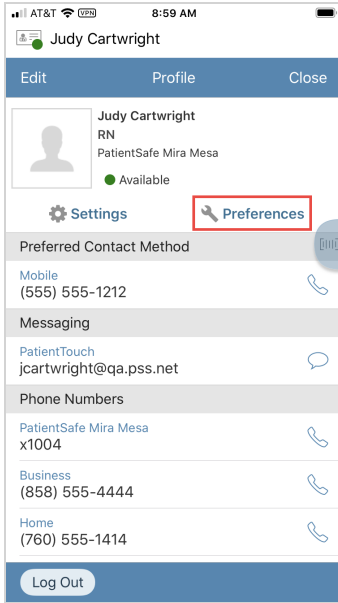 AT&T VPN 8:59 AM
Judy Cartwright
Edit Profile Close
Judy Cartwright
RN
PatientSafe Mira Mesa
Available
Settings Preferences
Preferred Contact Method
Mobile
(555) 555-1212
Messaging
PatientTouch
jcartwright@qa.pss.net
Phone Numbers
PatientSafe Mira Mesa
x1004
Business
(858) 555-4444
Home
(760) 555-1414
Log Out